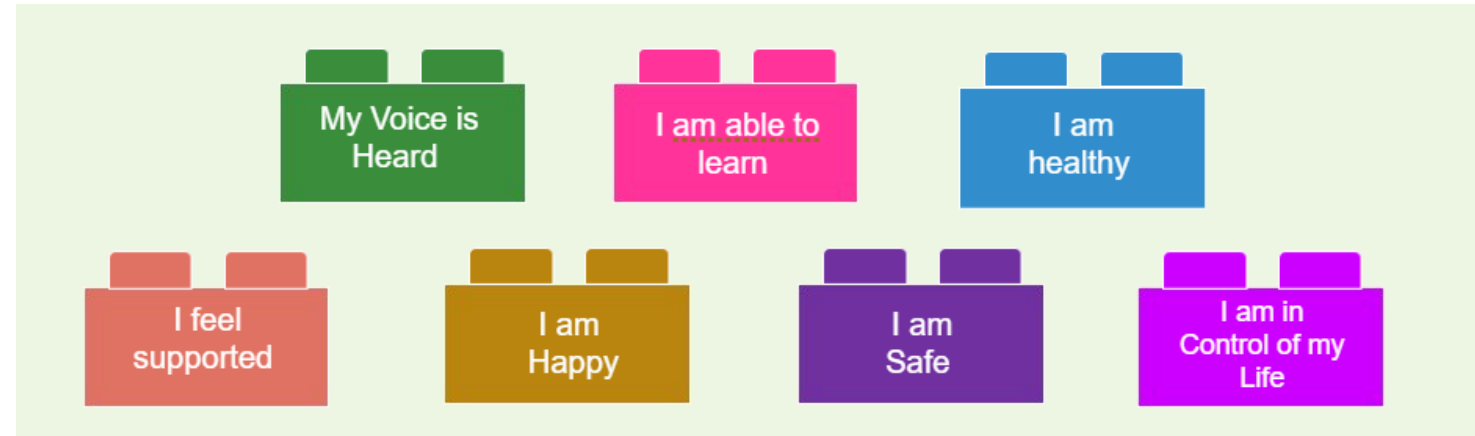 My Voice is
Heard
I am able to
learn
I am
healthy
I feel
supported
I am
Happy
I am
Safe
I am in
Control of my
Life